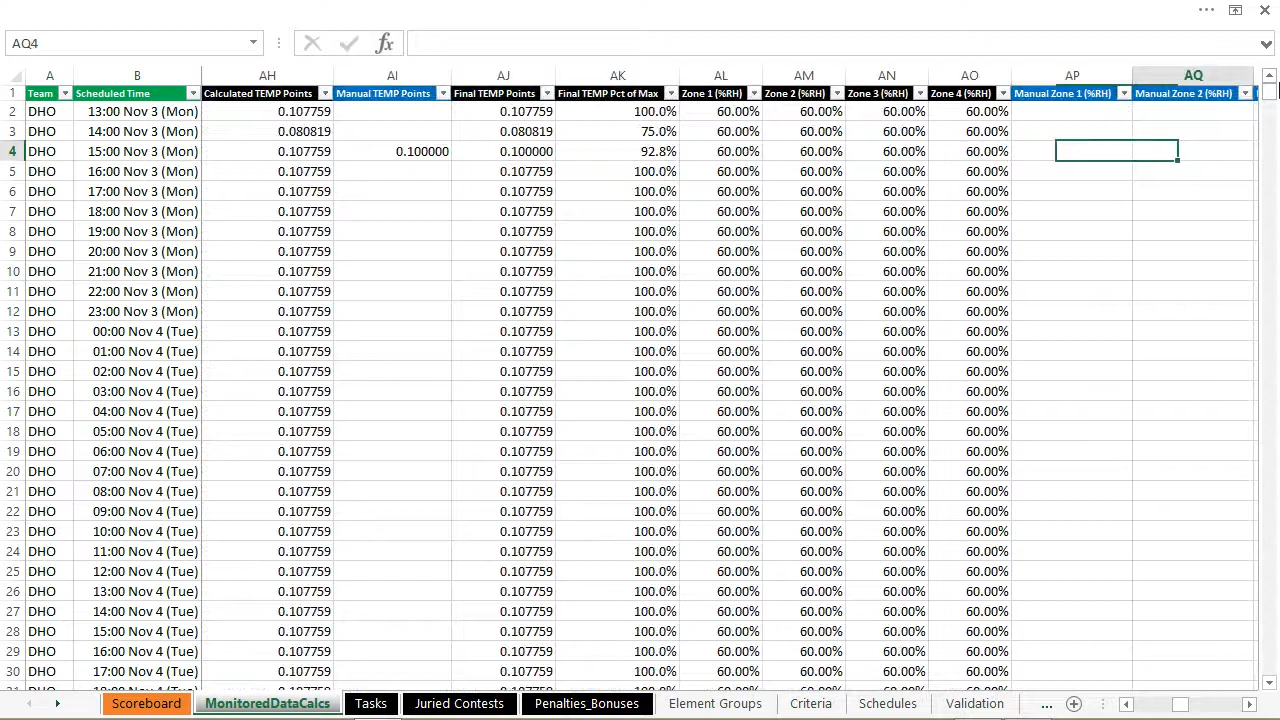 AQ4 fx
A B AH AI AJ AK AL AM AN AO AP AQ
1 Team Scheduled Time Calculated TEMP Points Manual TEMP Points Final TEMP Points Final TEMP Pct of Max Zone 1 (%RH) Zone 2 (%RH) Zone 3 (%RH) Zone 4 (%RH) Manual Zone 1 (%RH) Manual Zone 2 (%RH)
2 DHO 13:00 Nov 3 (Mon) 0.107759 0.107759 100.0% 60.00% 60.00% 60.00% 60.00%
3 DHO 14:00 Nov 3 (Mon) 0.080819 0.080819 75.0% 60.00% 60.00% 60.00% 60.00%
4 DHO 15:00 Nov 3 (Mon) 0.107759 0.100000 0.100000 92.8% 60.00% 60.00% 60.00% 60.00%
5 DHO 16:00 Nov 3 (Mon) 0.107759 0.107759 100.0% 60.00% 60.00% 60.00% 60.00%
6 DHO 17:00 Nov 3 (Mon) 0.107759 0.107759 100.0% 60.00% 60.00% 60.00% 60.00%
7 DHO 18:00 Nov 3 (Mon) 0.107759 0.107759 100.0% 60.00% 60.00% 60.00% 60.00%
8 DHO 19:00 Nov 3 (Mon) 0.107759 0.107759 100.0% 60.00% 60.00% 60.00% 60.00%
9 DHO 20:00 Nov 3 (Mon) 0.107759 0.107759 100.0% 60.00% 60.00% 60.00% 60.00%
10 DHO 21:00 Nov 3 (Mon) 0.107759 0.107759 100.0% 60.00% 60.00% 60.00% 60.00%
11 DHO 22:00 Nov 3 (Mon) 0.107759 0.107759 100.0% 60.00% 60.00% 60.00% 60.00%
12 DHO 23:00 Nov 3 (Mon) 0.107759 0.107759 100.0% 60.00% 60.00% 60.00% 60.00%
13 DHO 00:00 Nov 4 (Tue) 0.107759 0.107759 100.0% 60.00% 60.00% 60.00% 60.00%
14 DHO 01:00 Nov 4 (Tue) 0.107759 0.107759 100.0% 60.00% 60.00% 60.00% 60.00%
15 DHO 02:00 Nov 4 (Tue) 0.107759 0.107759 100.0% 60.00% 60.00% 60.00% 60.00%
16 DHO 03:00 Nov 4 (Tue) 0.107759 0.107759 100.0% 60.00% 60.00% 60.00% 60.00%
17 DHO 04:00 Nov 4 (Tue) 0.107759 0.107759 100.0% 60.00% 60.00% 60.00% 60.00%
18 DHO 05:00 Nov 4 (Tue) 0.107759 0.107759 100.0% 60.00% 60.00% 60.00% 60.00%
19 DHO 06:00 Nov 4 (Tue) 0.107759 0.107759 100.0% 60.00% 60.00% 60.00% 60.00%
20 DHO 07:00 Nov 4 (Tue) 0.107759 0.107759 100.0% 60.00% 60.00% 60.00% 60.00%
21 DHO 08:00 Nov 4 (Tue) 0.107759 0.107759 100.0% 60.00% 60.00% 60.00% 60.00%
22 DHO 09:00 Nov 4 (Tue) 0.107759 0.107759 100.0% 60.00% 60.00% 60.00% 60.00%
23 DHO 10:00 Nov 4 (Tue) 0.107759 0.107759 100.0% 60.00% 60.00% 60.00% 60.00%
24 DHO 11:00 Nov 4 (Tue) 0.107759 0.107759 100.0% 60.00% 60.00% 60.00% 60.00%
25 DHO 12:00 Nov 4 (Tue) 0.107759 0.107759 100.0% 60.00% 60.00% 60.00% 60.00%
26 DHO 13:00 Nov 4 (Tue) 0.107759 0.107759 100.0% 60.00% 60.00% 60.00% 60.00%
27 DHO 14:00 Nov 4 (Tue) 0.107759 0.107759 100.0% 60.00% 60.00% 60.00% 60.00%
28 DHO 15:00 Nov 4 (Tue) 0.107759 0.107759 100.0% 60.00% 60.00% 60.00% 60.00%
29 DHO 16:00 Nov 4 (Tue) 0.107759 0.107759 100.0% 60.00% 60.00% 60.00% 60.00%
30 DHO 17:00 Nov 4 (Tue) 0.107759 0.107759 100.0% 60.00% 60.00% 60.00% 60.00%
Scoreboard MonitoredDataCalcs Tasks Juried Contests Penalties_Bonuses Element Groups Criteria Schedules Validation ...